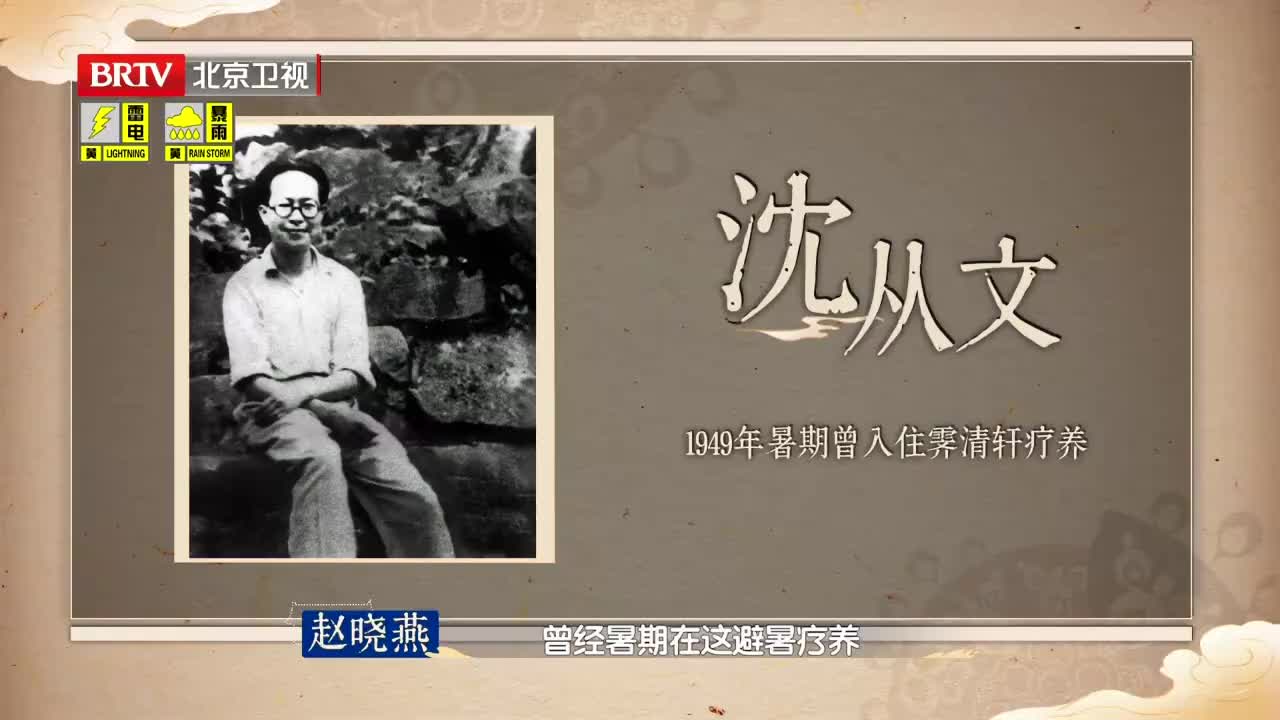 BRTV 北京卫视
雷电
黄 LIGHTNING
暴雨
黄 RAIN STORM
沈从文
1949年暑期曾入住霁清轩疗养
赵晓燕
曾经暑期在这避暑疗养